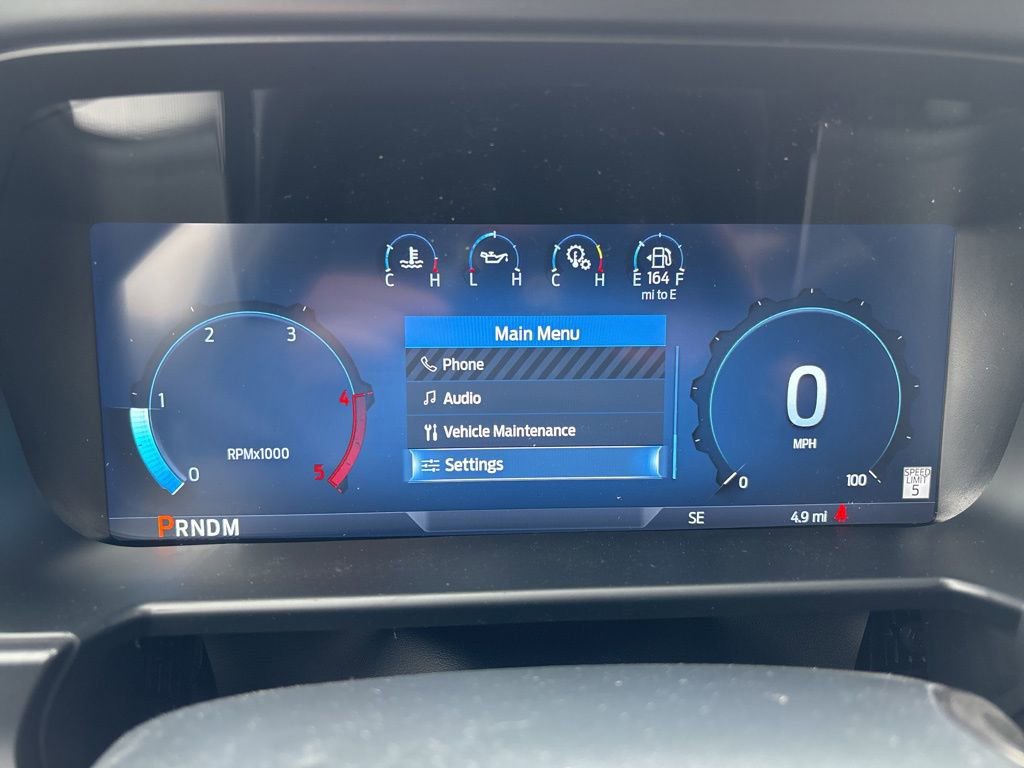 C H
L H
C H
E 164 F
mi to E
Main Menu
Phone
Audio
Vehicle Maintenance
Settings
0
1
2
3
4
5
RPMx1000
0
MPH
0
100
SPEED
LIMIT
5
PRNDM
SE
4.9 mi